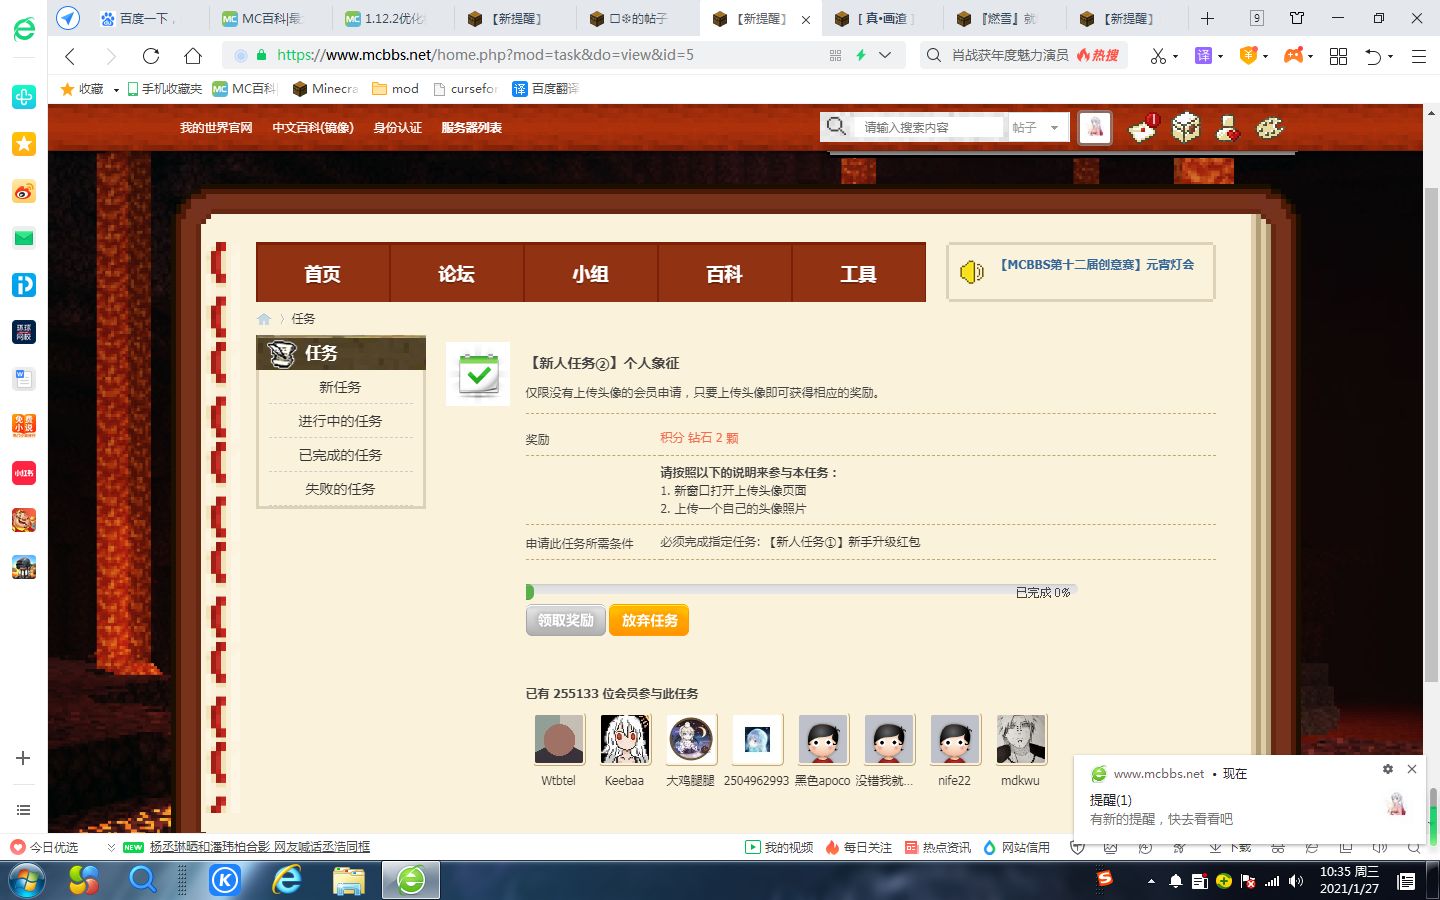 百度一下，
MC百科|最
1.12.2优化
【新提醒】
□※的帖子
【新提醒】
[ 真•画渣 ]
『燃雪』就
【新提醒】
9
https://www.mcbbs.net/home.php?mod=task&do=view&id=5
肖战获年度魅力演员
热搜
收藏
手机收藏夹
MC百科|
Minecra
mod
cursefor
百度翻译
我的世界官网
中文百科(镜像)
身份认证
服务器列表
请输入搜索内容
帖子
首页
论坛
小组
百科
工具
【MCBBS第十二届创意赛】元宵灯会
任务
任务
新任务
进行中的任务
已完成的任务
失败的任务
【新人任务②】个人象征
仅限没有上传头像的会员申请，只要上传头像即可获得相应的奖励。
奖励
积分 钻石 2 颗
请按照以下的说明来参与本任务：
1. 新窗口打开上传头像页面
2. 上传一个自己的头像照片
申请此任务所需条件
必须完成指定任务: 【新人任务①】新手升级红包
已完成 0%
领取奖励
放弃任务
已有 255133 位会员参与此任务
Wtbtel
Keebaa
大鸡腿腿
2504962993
黑色apoco
没错我就...
nife22
mdkwu
www.mcbbs.net • 现在
提醒(1)
有新的提醒，快去看看吧
今日优选
NEW
杨丞琳晒和潘玮柏合影 网友喊话丞浩同框
我的视频
每日关注
热点资讯
网站信用
下载
10:35 周三
2021/1/27